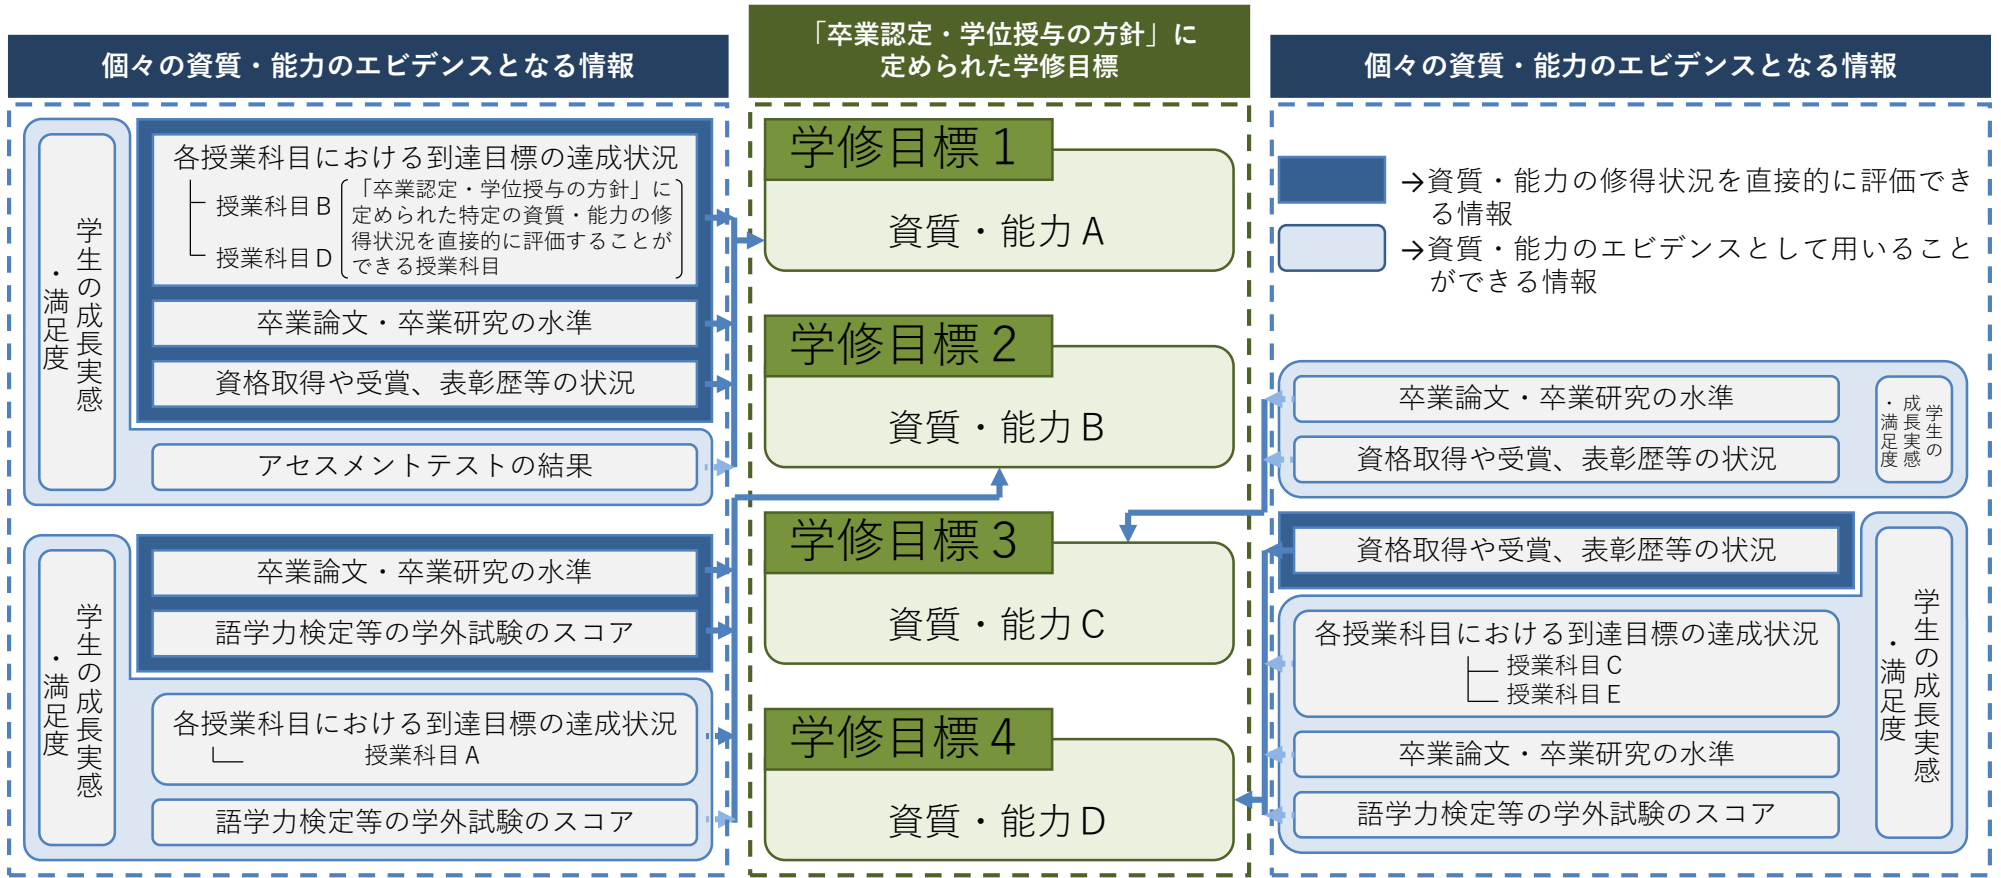 個々の資質・能力のエビデンスとなる情報
学生の成長実感
・満足度
各授業科目における到達目標の達成状況
授業科目B
授業科目D
「卒業認定・学位授与の方針」に
定められた特定の資質・能力の修
得状況を直接的に評価することが
できる授業科目
卒業論文・卒業研究の水準
資格取得や受賞、表彰歴等の状況
アセスメントテストの結果
学生の成長実感
・満足度
卒業論文・卒業研究の水準
語学力検定等の学外試験のスコア
各授業科目における到達目標の達成状況
授業科目A
語学力検定等の学外試験のスコア
「卒業認定・学位授与の方針」に
定められた学修目標
学修目標1
資質・能力A
学修目標2
資質・能力B
学修目標3
資質・能力C
学修目標4
資質・能力D
個々の資質・能力のエビデンスとなる情報
→資質・能力の修得状況を直接的に評価でき
る情報
→資質・能力のエビデンスとして用いること
ができる情報
卒業論文・卒業研究の水準
資格取得や受賞、表彰歴等の状況
学生の
成長実感
・満足度
資格取得や受賞、表彰歴等の状況
各授業科目における到達目標の達成状況
授業科目C
授業科目E
卒業論文・卒業研究の水準
語学力検定等の学外試験のスコア
学生の成長実感
・満足度